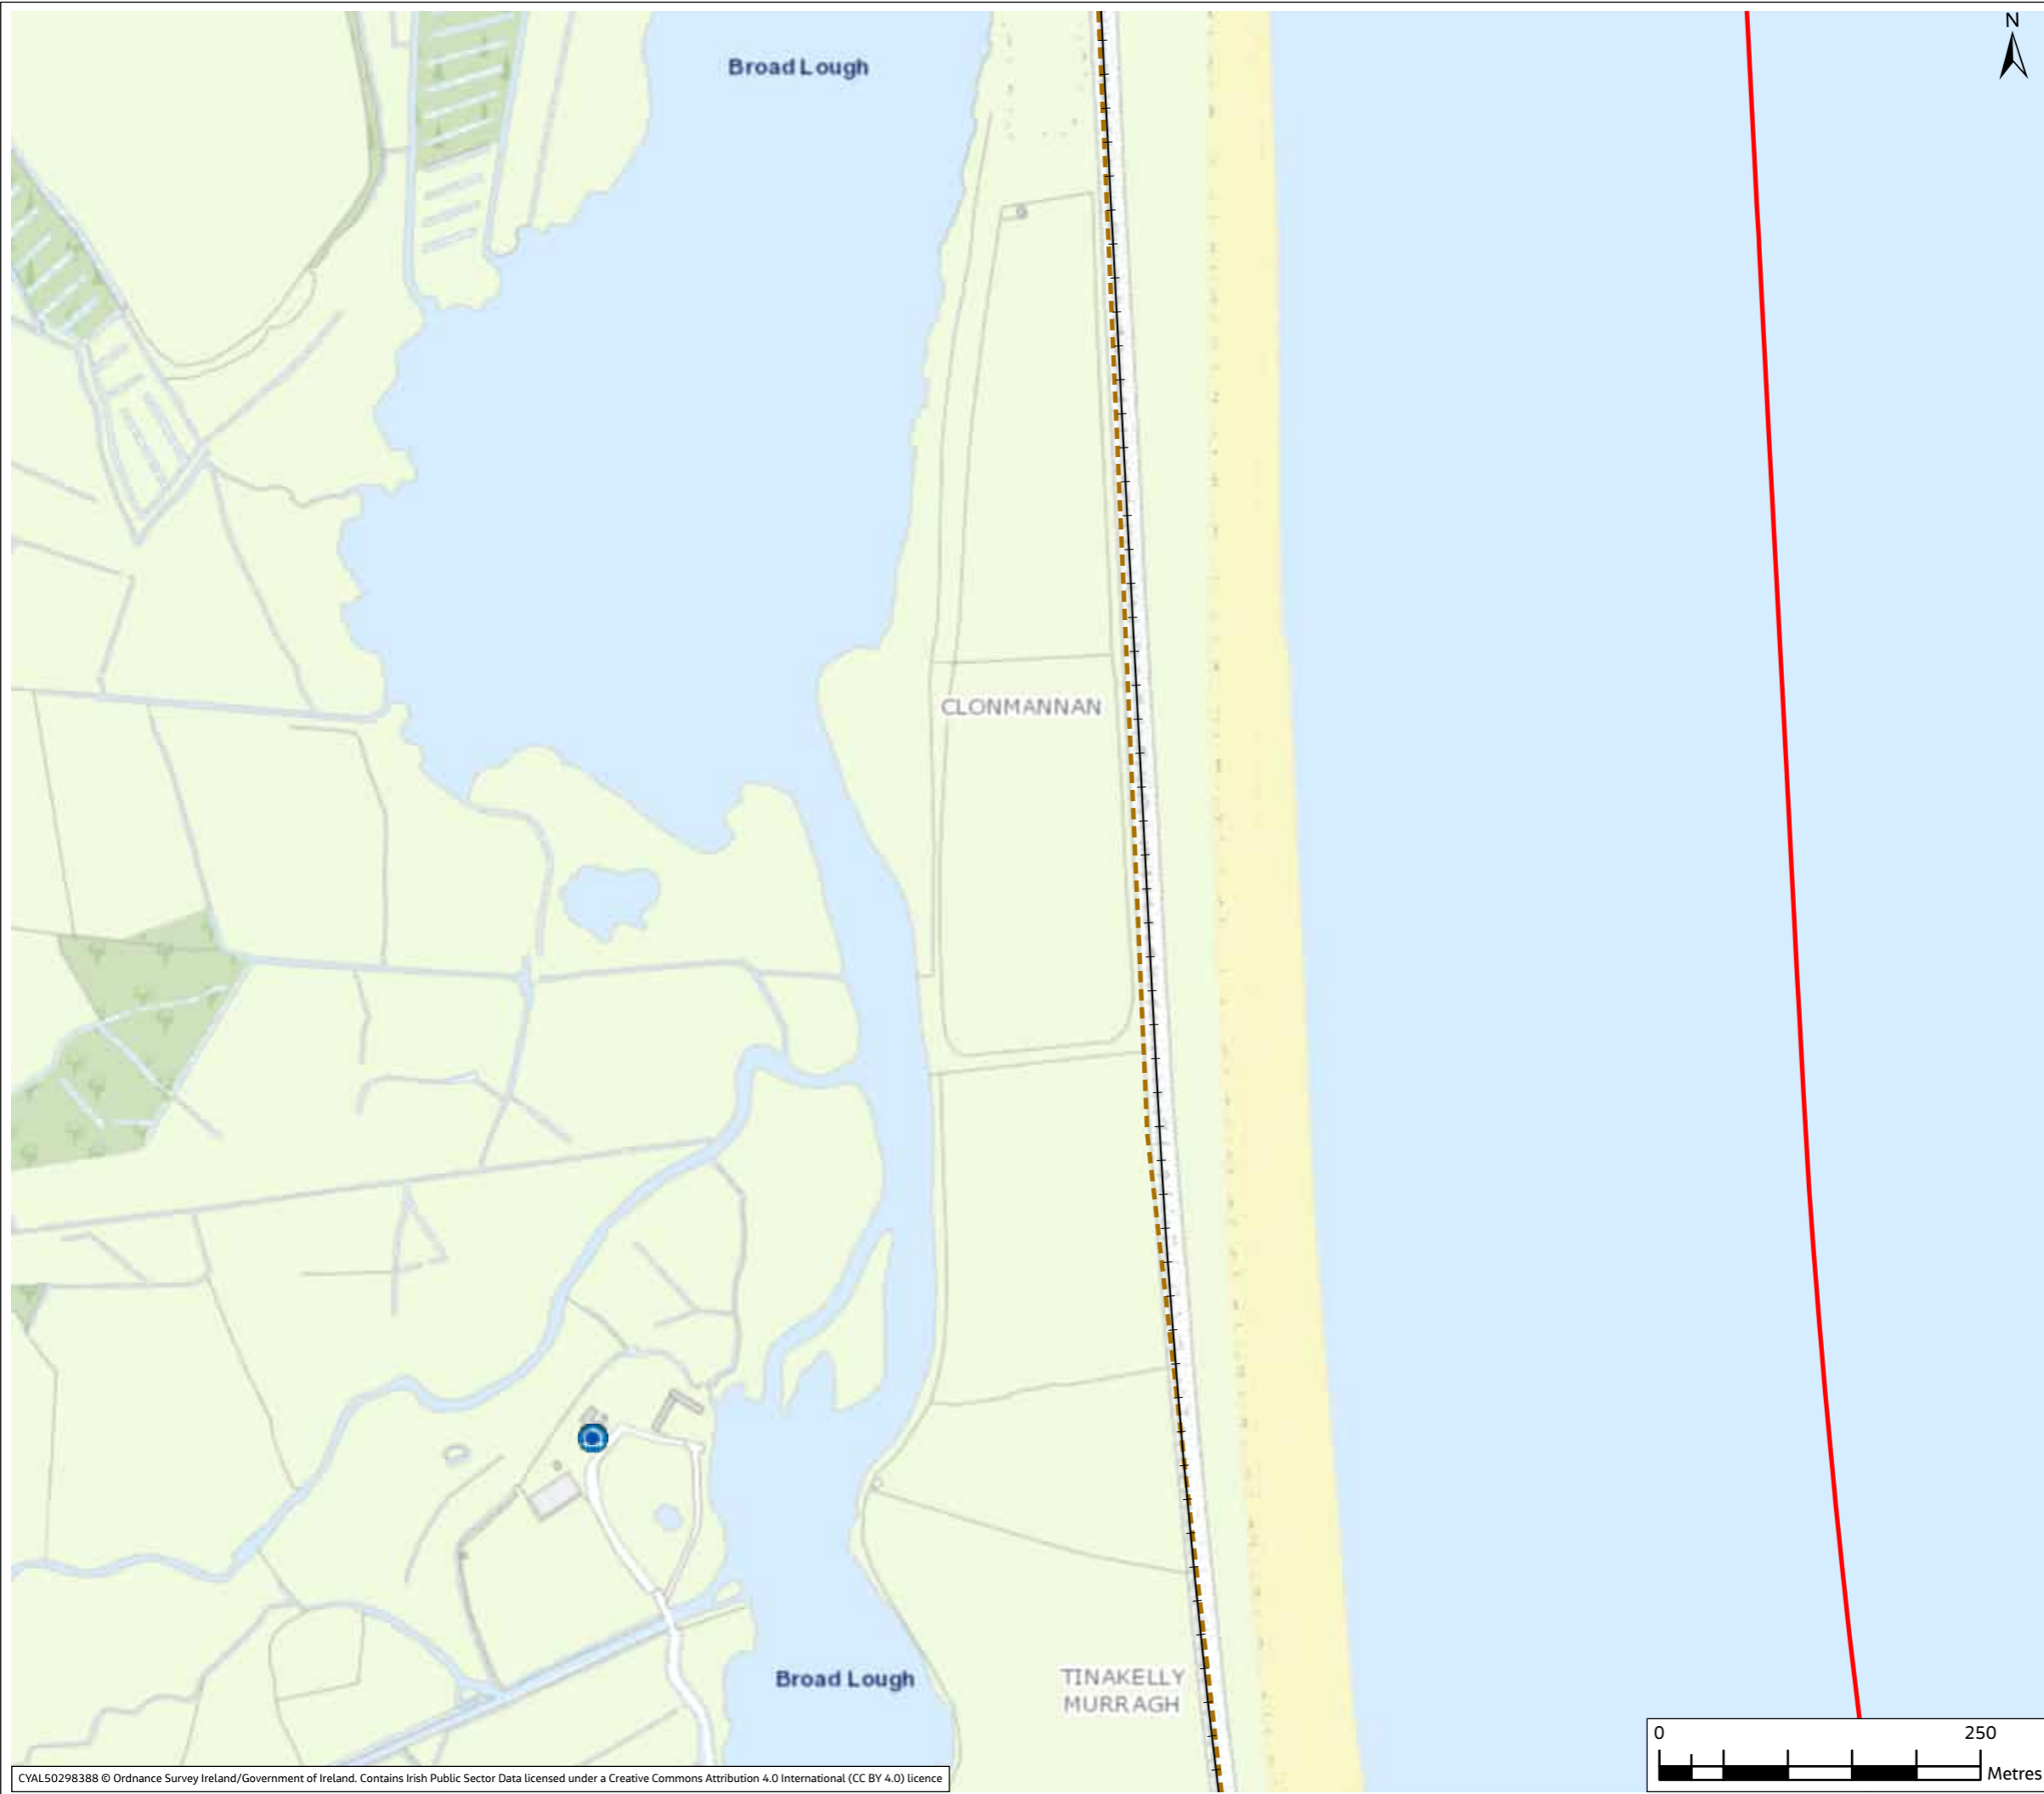 N
Broad Lough
CLONMANNAN
Broad Lough
TINAKELLY
MURRAGH
0 250
Metres
CYAL50298388 © Ordnance Survey Ireland/Government of Ireland. Contains Irish Public Sector Data licensed under a Creative Commons Attribution 4.0 International (CC BY 4.0) licence